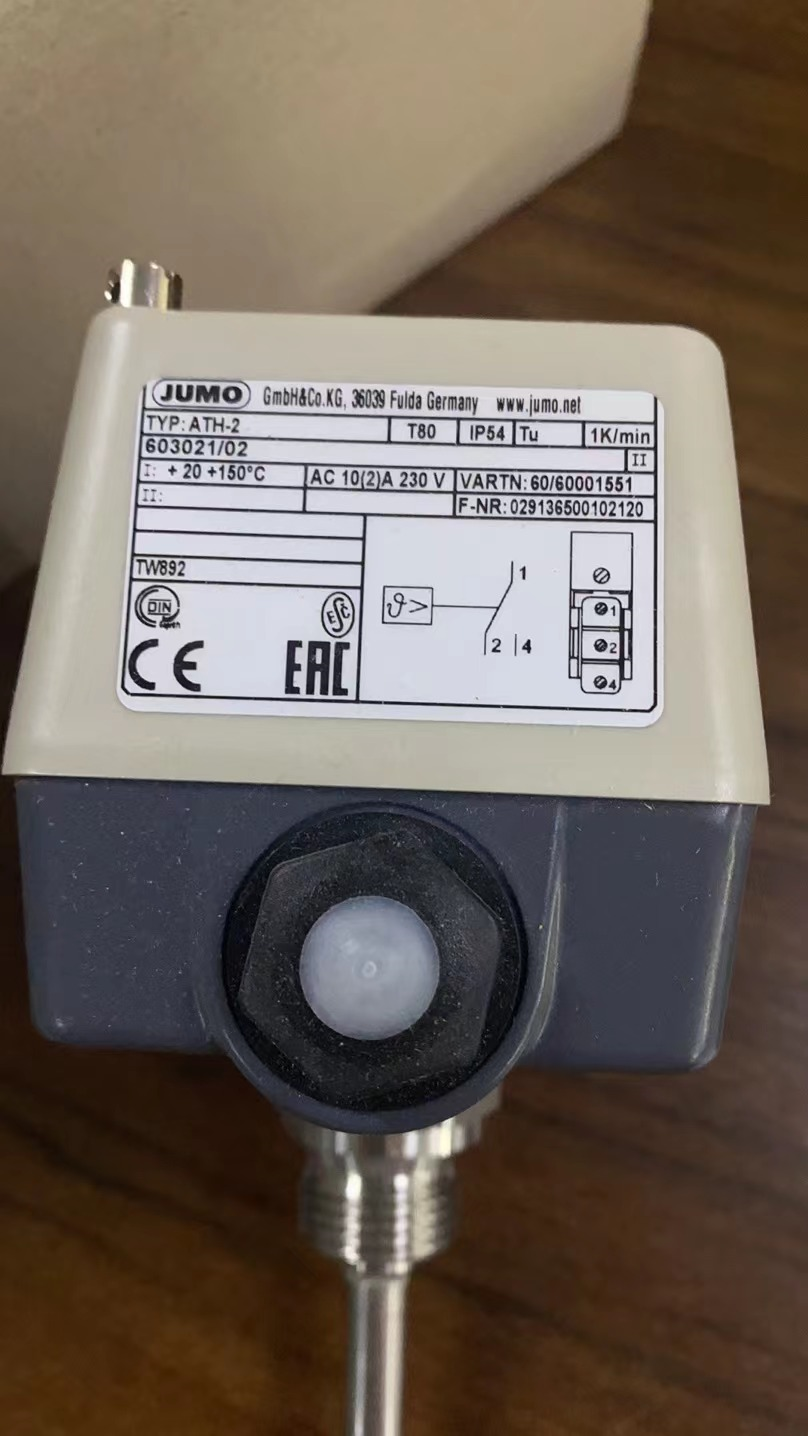 JUMO GmbH&Co.KG, 36039 Fulda Germany www.jumo.net
TYP: ATH-2 T80 IP54 Tu 1K/min
603021/02 II
I: + 20 +150°C AC 10(2)A 230 V VARTN: 60/60001551
II: F-NR: 029136500102120
TW892
DIN
ESC
CE EAC
ϑ>
1
2 4
1
2
4